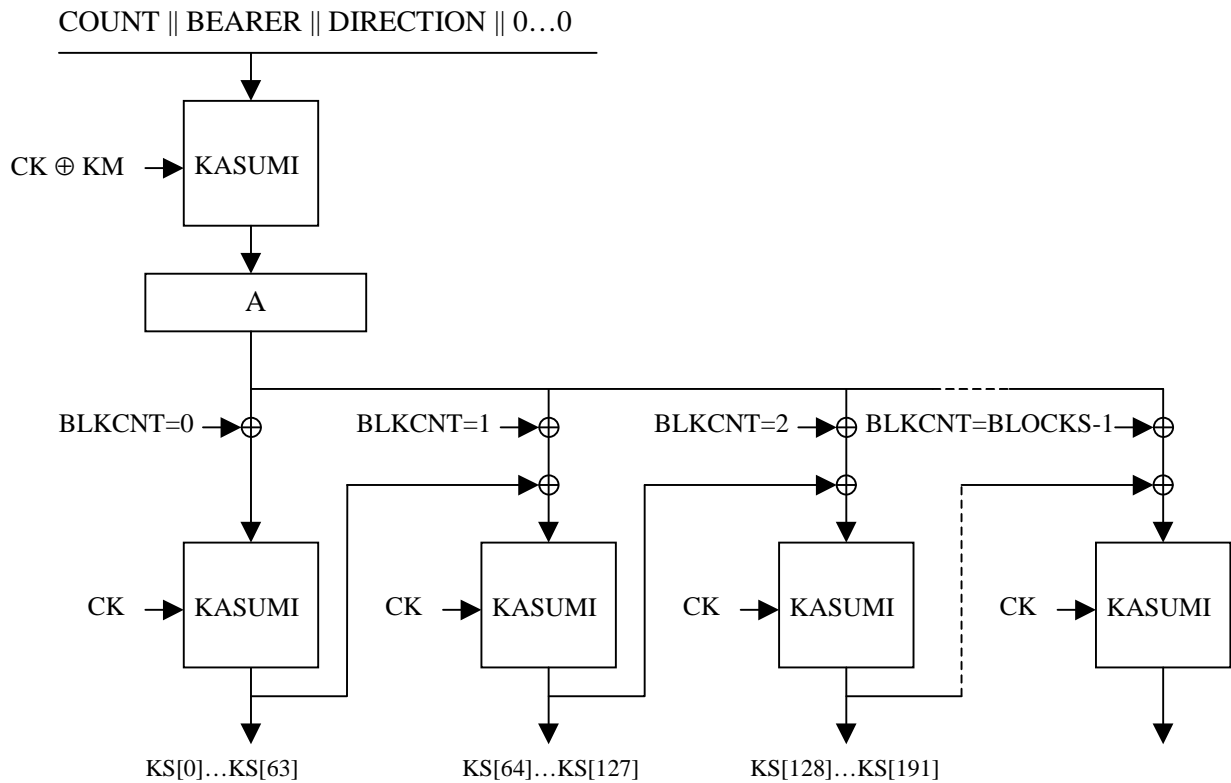 COUNT || BEARER || DIRECTION || 0…0
CK ⊕ KM
KASUMI
A
BLKCNT=0
BLKCNT=1
BLKCNT=2
BLKCNT=BLOCKS-1
CK
KASUMI
CK
KASUMI
CK
KASUMI
CK
KASUMI
KS[0]…KS[63]
KS[64]…KS[127]
KS[128]…KS[191]